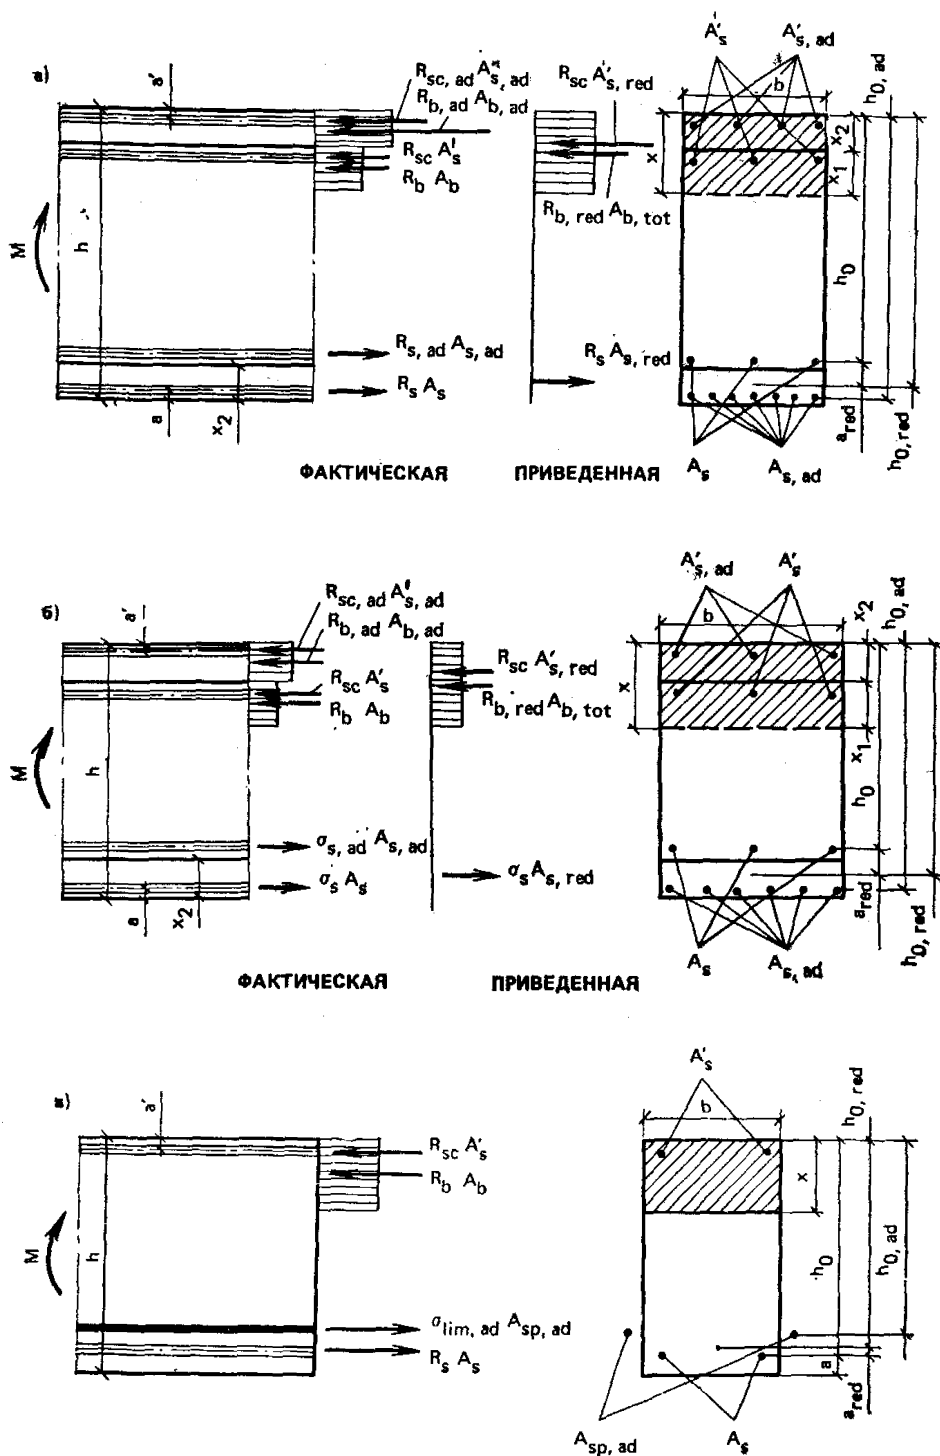 а)
a'
h
M
R_sc, ad A'_s, ad
R_b, ad A_b, ad
R_sc A'_s
R_b A_b
R_s, ad A_s, ad
R_s A_s
a
x_2
R_sc A'_s, red
x
R_b, red A_b, tot
R_s A_s, red
A'_s
A'_s, ad
b
x_2
x_1
h_0
h_0, ad
a_red
h_0, red
A_s
A_s, ad
ФАКТИЧЕСКАЯ
ПРИВЕДЕННАЯ
б)
a'
h
M
R_sc, ad A'_s, ad
R_b, ad A_b, ad
R_sc A'_s
R_b A_b
σ_s, ad A_s, ad
σ_s A_s
a
x_2
x
R_sc A'_s, red
R_b, red A_b, tot
σ_s A_s, red
A'_s, ad
A'_s
b
x_2
x_1
h_0
h_0, ad
a_red
h_0, red
A_s
A_s, ad
ФАКТИЧЕСКАЯ
ПРИВЕДЕННАЯ
a'
h
M
R_sc A'_s
R_b A_b
σ_lim, ad A_sp, ad
R_s A_s
A'_s
b
x
h_0
h_0, red
h_0, ad
a
a_red
A_sp, ad
A_s